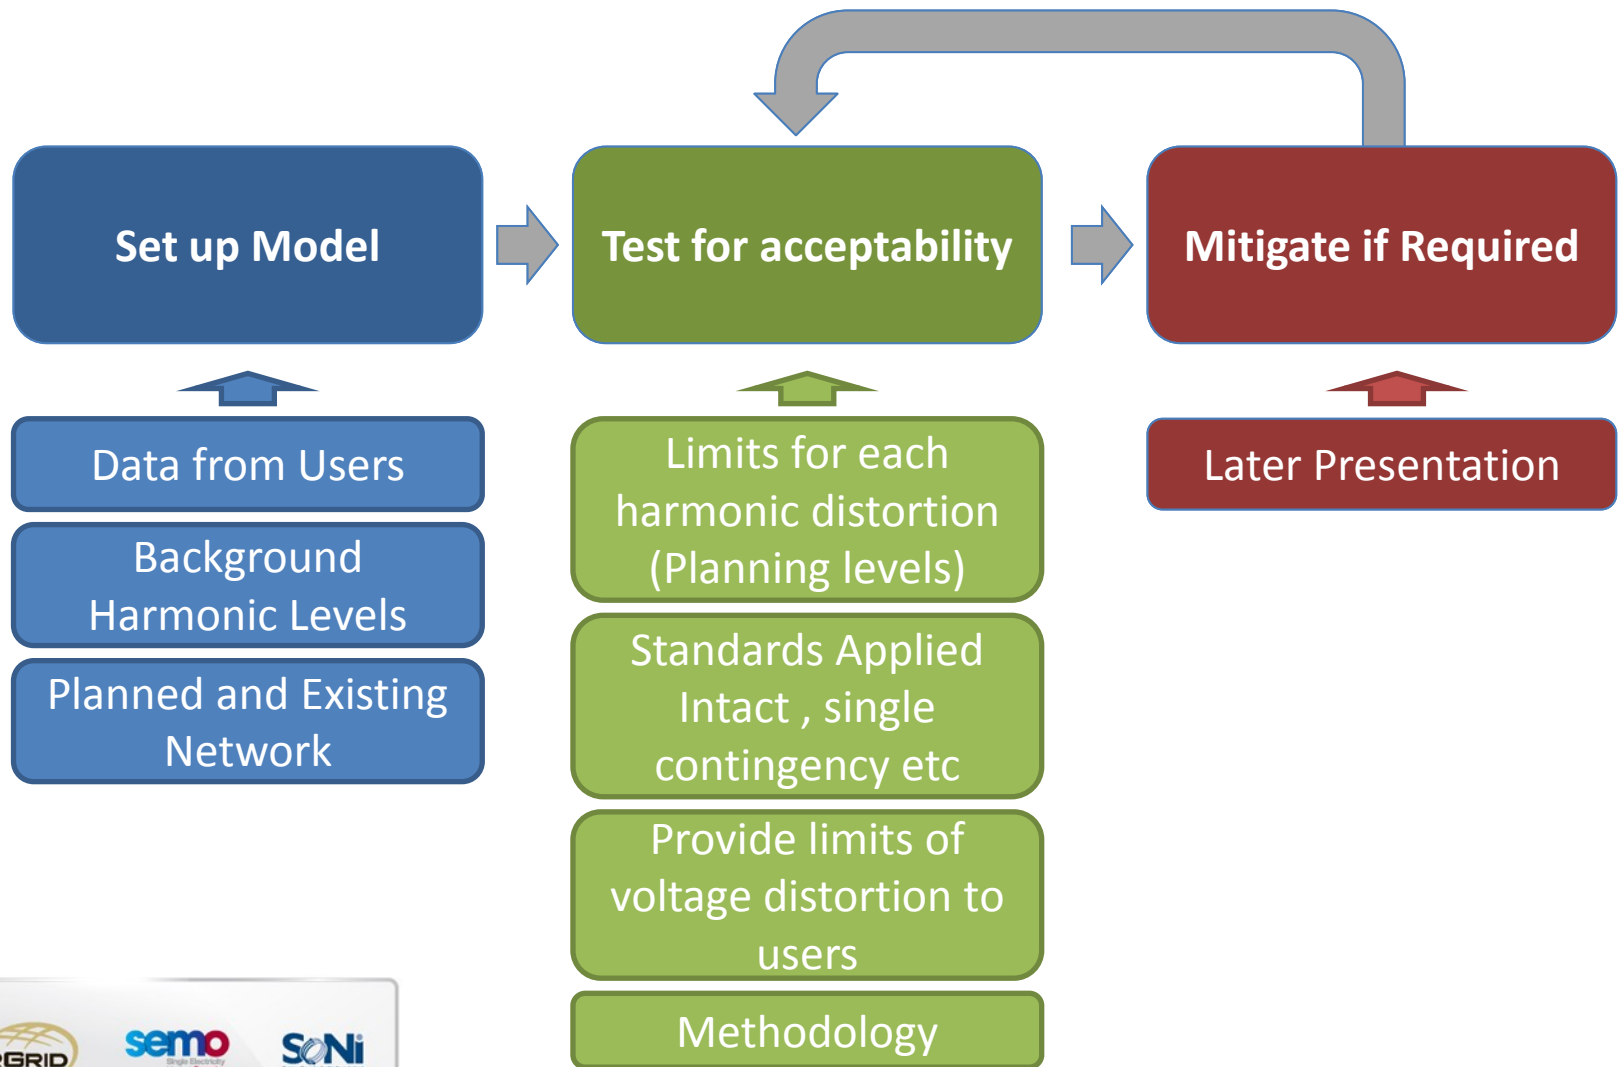 Set up Model
Test for acceptability
Mitigate if Required
Data from Users
Background
Harmonic Levels
Planned and Existing
Network
Limits for each
harmonic distortion
(Planning levels)
Standards Applied
Intact , single
contingency etc
Provide limits of
voltage distortion to
users
Methodology
Later Presentation
semo
Single Electricity
SONI